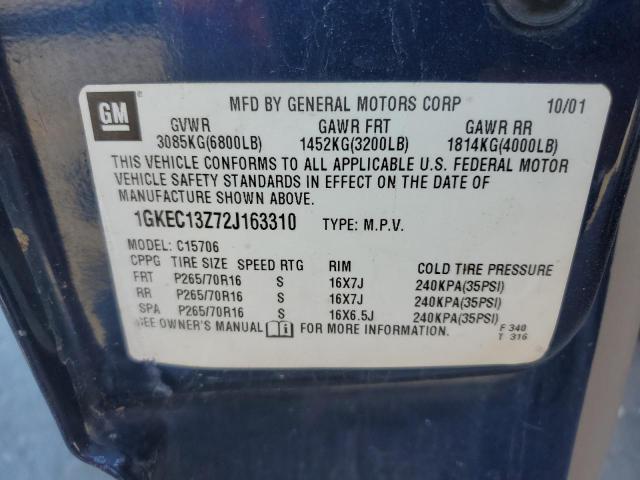 GM
MFD BY GENERAL MOTORS CORP 10/01
GVWR GAWR FRT GAWR RR
3085KG(6800LB) 1452KG(3200LB) 1814KG(4000LB)
THIS VEHICLE CONFORMS TO ALL APPLICABLE U.S. FEDERAL MOTOR
VEHICLE SAFETY STANDARDS IN EFFECT ON THE DATE OF
MANUFACTURE SHOWN ABOVE.
1GKEC13Z72J163310 TYPE: M.P.V.
MODEL: C15706
CPPG TIRE SIZE SPEED RTG RIM COLD TIRE PRESSURE
FRT P265/70R16 S 16X7J 240KPA(35PSI)
RR P265/70R16 S 16X7J 240KPA(35PSI)
SPA P265/70R16 S 16X6.5J 240KPA(35PSI)
SEE OWNER'S MANUAL FOR MORE INFORMATION. F 340
T 316